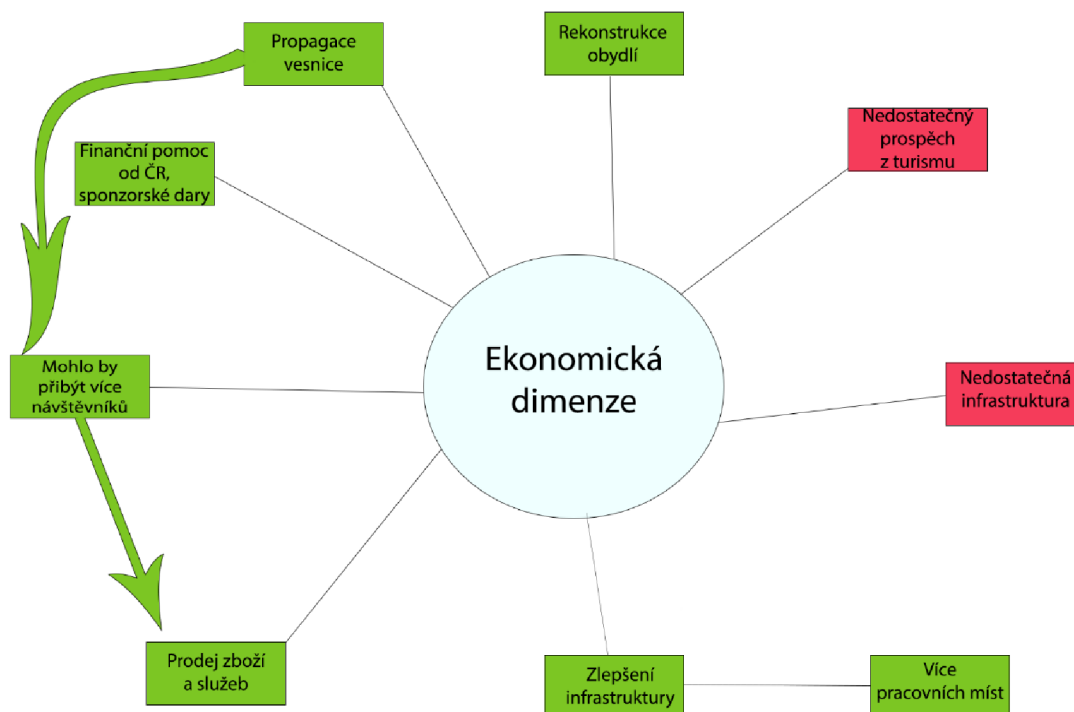 Propagace
vesnice
Rekonstrukce
obydlí
Nedostatečný
prospěch
z turismu
Finanční pomoc
od ČR,
sponzorské dary
Ekonomická
dimenze
Mohlo by
přibýt více
návštěvníků
Nedostatečná
infrastruktura
Prodej zboží
a služeb
Zlepšení
infrastruktury
Více
pracovních míst